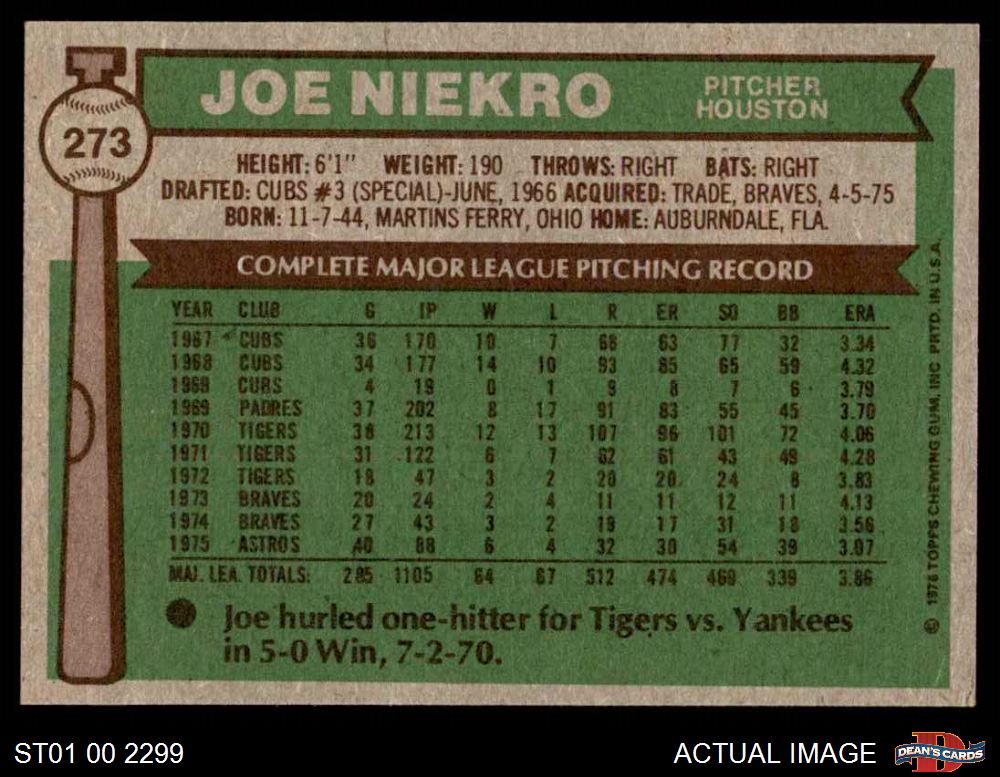 273
JOE NIEKRO
PITCHER
HOUSTON
HEIGHT: 6'1" WEIGHT: 190 THROWS: RIGHT BATS: RIGHT
DRAFTED: CUBS #3 (SPECIAL)-JUNE, 1966 ACQUIRED: TRADE, BRAVES, 4-5-75
BORN: 11-7-44, MARTINS FERRY, OHIO HOME: AUBURNDALE, FLA.
COMPLETE MAJOR LEAGUE PITCHING RECORD
YEAR CLUB G IP W L R ER SO BB ERA
1967 CUBS 36 170 10 7 68 63 77 32 3.34
1968 CUBS 34 177 14 10 93 85 65 59 4.32
1969 CUBS 4 19 0 1 9 8 7 6 3.79
1969 PADRES 37 202 8 17 91 83 55 45 3.70
1970 TIGERS 38 213 12 13 107 96 101 72 4.06
1971 TIGERS 31 122 6 7 62 61 43 49 4.28
1972 TIGERS 18 47 3 2 20 20 24 8 3.83
1973 BRAVES 20 24 2 4 11 11 12 11 4.13
1974 BRAVES 27 43 3 2 19 17 31 18 3.56
1975 ASTROS 40 88 6 4 32 30 54 39 3.07
MAJ. LEA. TOTALS: 285 1105 64 67 512 474 469 339 3.86
Joe hurled one-hitter for Tigers vs. Yankees
in 5-0 Win, 7-2-70.
© 1976 TOPPS CHEWING GUM, INC PRTD. IN U.S.A.
ST01 00 2299
ACTUAL IMAGE
D
DEAN'S CARDS